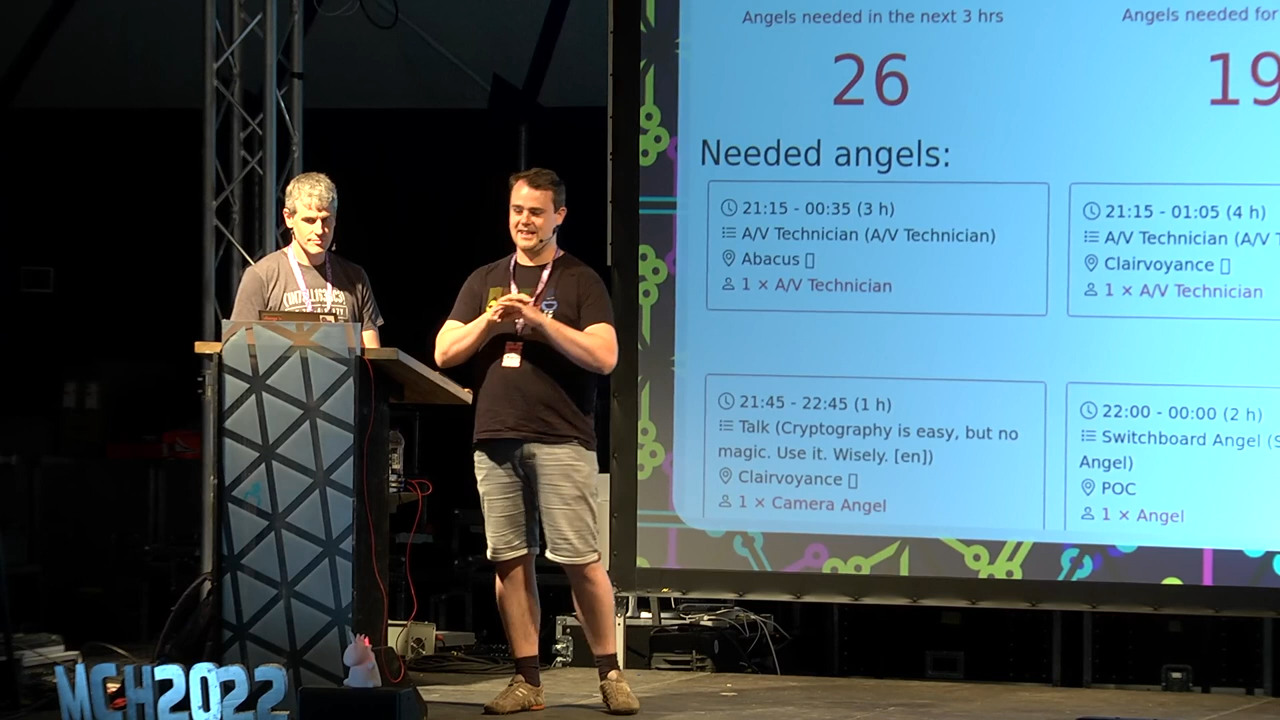 Angels needed in the next 3 hrs
Angels needed for
26
19
Needed angels:
21:15 - 00:35 (3 h)
A/V Technician (A/V Technician)
Abacus
1 × A/V Technician
21:15 - 01:05 (4 h)
A/V Technician (A/V T
Clairvoyance
1 × A/V Technician
21:45 - 22:45 (1 h)
Talk (Cryptography is easy, but no
magic. Use it. Wisely. [en])
Clairvoyance
1 × Camera Angel
22:00 - 00:00 (2 h)
Switchboard Angel (S
Angel)
POC
1 × Angel
MCH2022